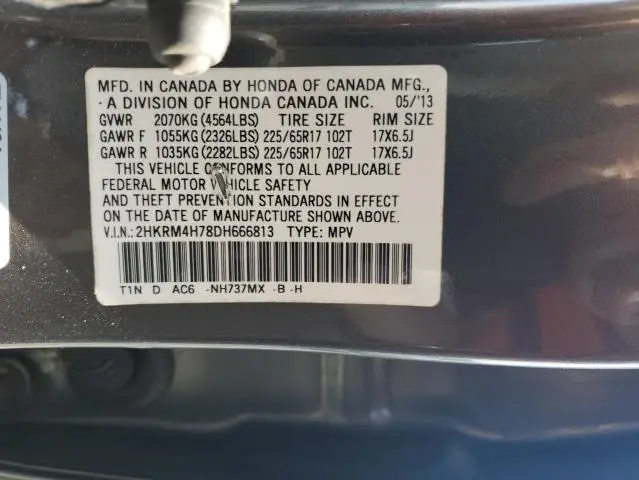 MFD. IN CANADA BY HONDA OF CANADA MFG.,
A DIVISION OF HONDA CANADA INC. 05/'13
GVWR 2070KG (4564LBS) TIRE SIZE RIM SIZE
GAWR F 1055KG (2326LBS) 225/65R17 102T 17X6.5J
GAWR R 1035KG (2282LBS) 225/65R17 102T 17X6.5J
THIS VEHICLE CONFORMS TO ALL APPLICABLE
FEDERAL MOTOR VEHICLE SAFETY
AND THEFT PREVENTION STANDARDS IN EFFECT
ON THE DATE OF MANUFACTURE SHOWN ABOVE.
V.I.N.: 2HKRM4H78DH666813 TYPE: MPV
T1N D AC6 -NH737MX -B -H